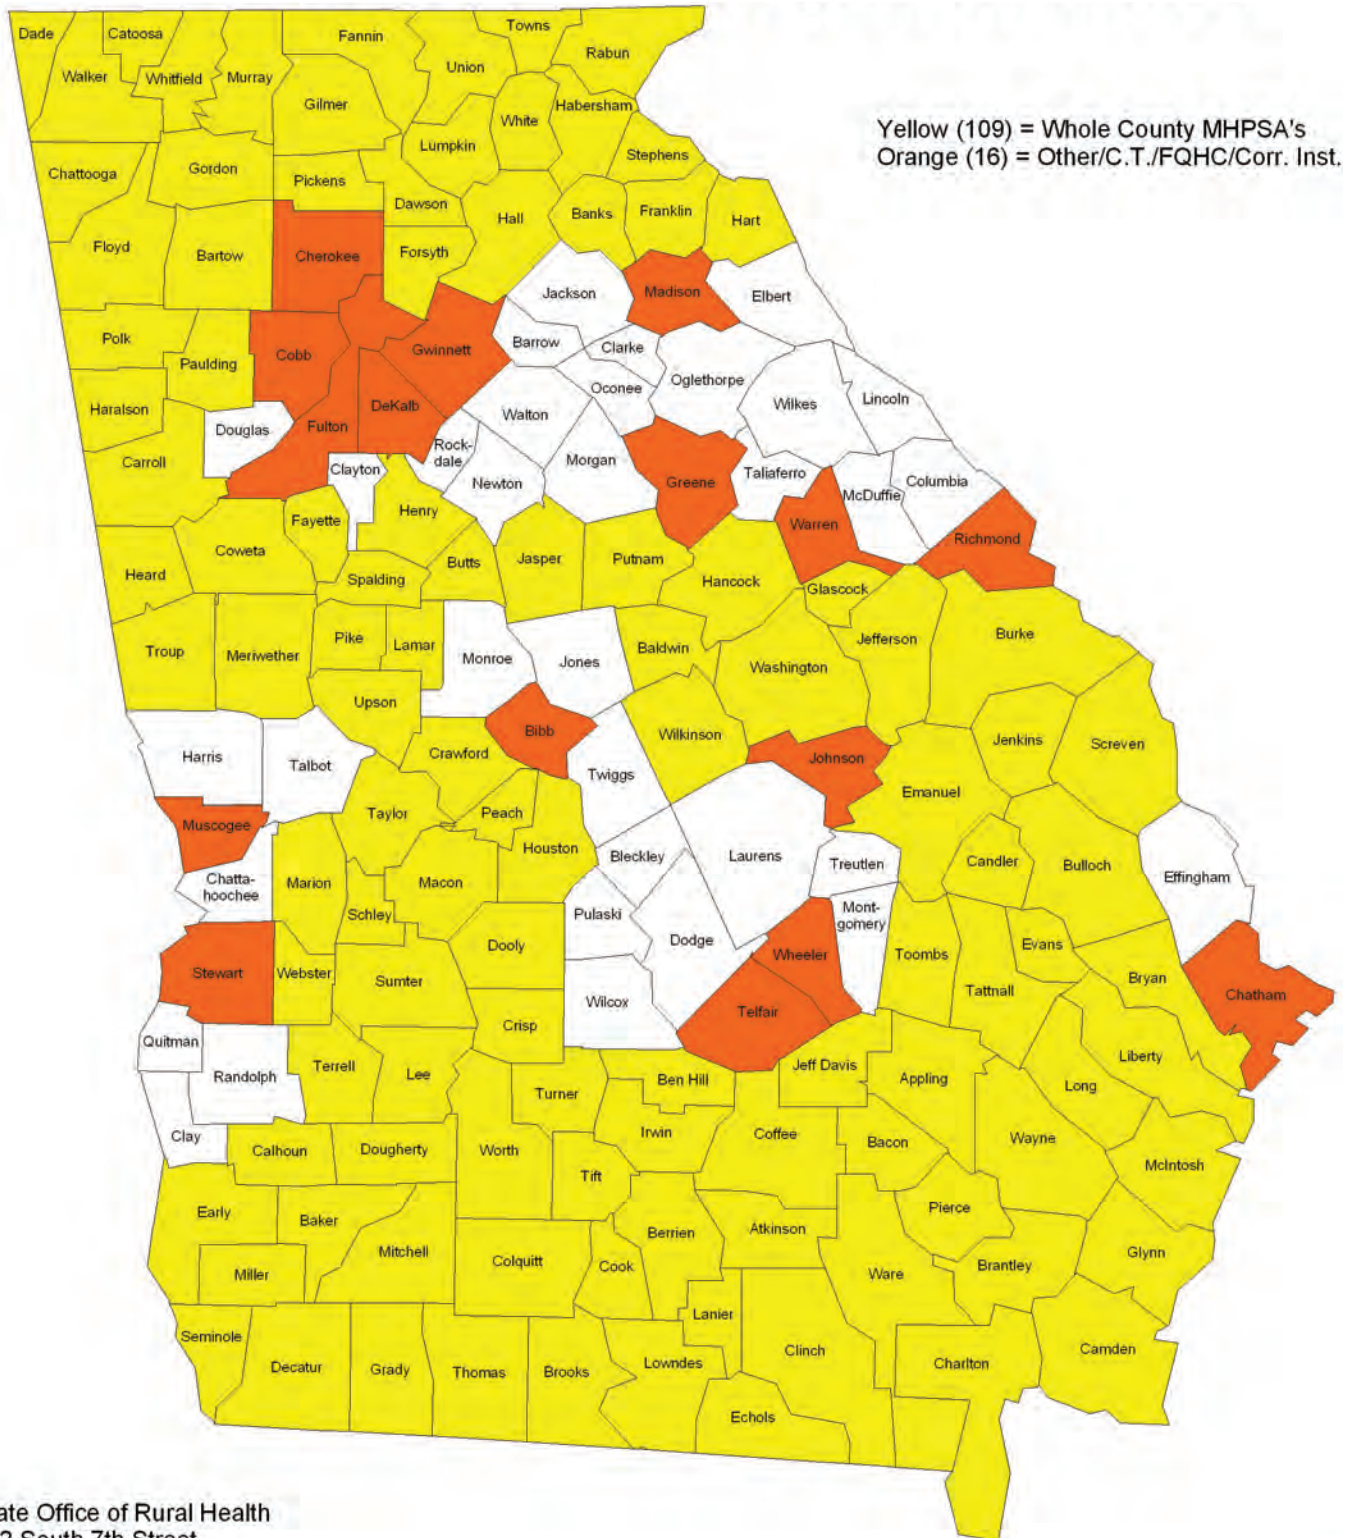 Dade
Catoosa
Fannin
Towns
Rabun
Union
Walker
Whitfield
Murray
Gilmer
White
Habersham
Lumpkin
Stephens
Chattooga
Gordon
Pickens
Dawson
Hall
Banks
Franklin
Hart
Yellow (109) = Whole County MHPSA's
Orange (16) = Other/C.T./FQHC/Corr. Inst.
Floyd
Bartow
Cherokee
Forsyth
Jackson
Madison
Elbert
Polk
Paulding
Cobb
Gwinnett
Barrow
Clarke
Oconee
Oglethorpe
Wilkes
Lincoln
Haralson
Douglas
Fulton
DeKalb
Walton
Carroll
Clayton
Rock-
dale
Newton
Morgan
Greene
Taliaferro
McDuffie
Columbia
Warren
Richmond
Coweta
Fayette
Henry
Heard
Spalding
Butts
Jasper
Putnam
Hancock
Glascock
Troup
Meriwether
Pike
Lamar
Monroe
Jones
Baldwin
Washington
Jefferson
Burke
Upson
Bibb
Wilkinson
Jenkins
Screven
Harris
Talbot
Crawford
Twiggs
Johnson
Emanuel
Muscogee
Taylor
Peach
Houston
Bleckley
Laurens
Treutlen
Candler
Bulloch
Effingham
Chatta-
hoochee
Marion
Macon
Schley
Pulaski
Dodge
Mont-
gomery
Stewart
Webster
Sumter
Dooly
Wheeler
Toombs
Evans
Tattnall
Bryan
Chatham
Crisp
Wilcox
Telfair
Quitman
Randolph
Terrell
Lee
Turner
Ben Hill
Jeff Davis
Appling
Long
Liberty
Clay
Calhoun
Dougherty
Worth
Irwin
Coffee
Bacon
Wayne
McIntosh
Tift
Early
Baker
Mitchell
Colquitt
Cook
Berrien
Atkinson
Pierce
Ware
Brantley
Glynn
Miller
Seminole
Decatur
Grady
Thomas
Brooks
Lanier
Lowndes
Clinch
Charlton
Camden
Echols
ate Office of Rural Health
2 South 7th Street